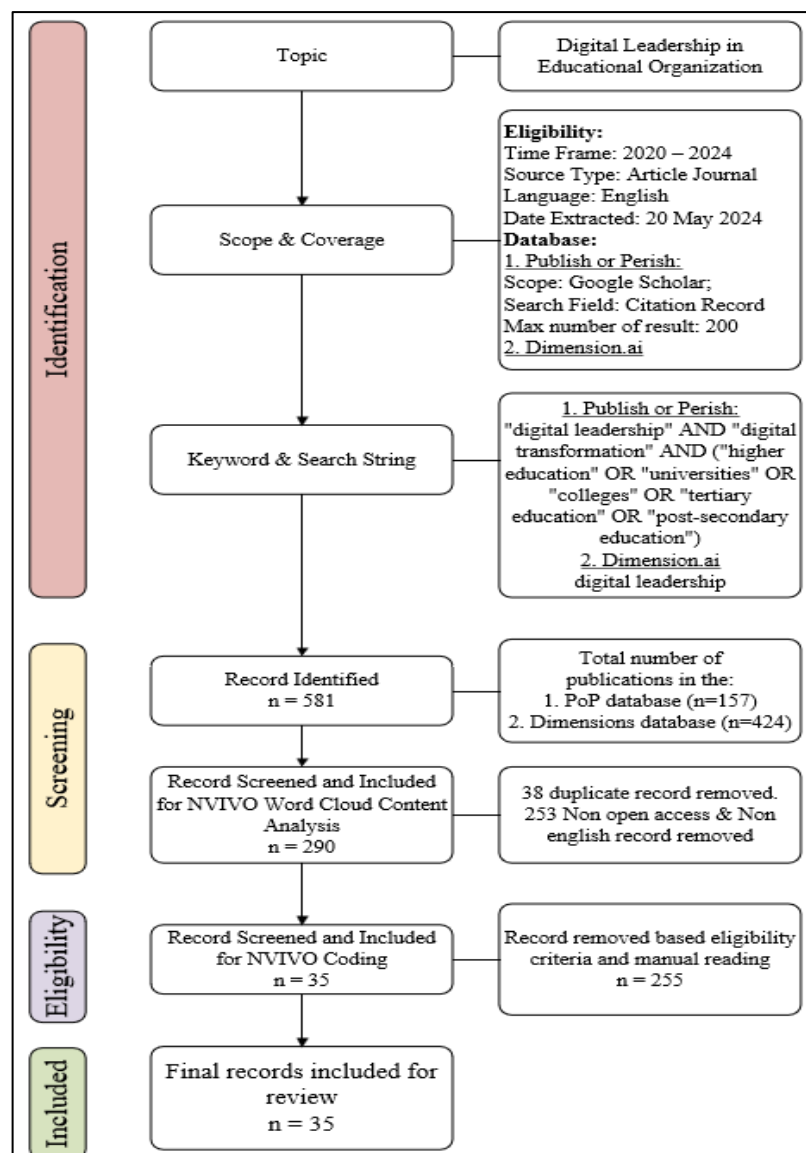 Identification
Topic
Digital Leadership in
Educational Organization
Scope & Coverage
Eligibility:
Time Frame: 2020 – 2024
Source Type: Article Journal
Language: English
Date Extracted: 20 May 2024
Database:
1. Publish or Perish:
Scope: Google Scholar;
Search Field: Citation Record
Max number of result: 200
2. Dimension.ai
Keyword & Search String
1. Publish or Perish:
"digital leadership" AND "digital
transformation" AND ("higher
education" OR "universities" OR
"colleges" OR "tertiary
education" OR "post-secondary
education")
2. Dimension.ai
digital leadership
Screening
Record Identified
n = 581
Total number of
publications in the:
1. PoP database (n=157)
2. Dimensions database (n=424)
Record Screened and Included
for NVIVO Word Cloud Content
Analysis
n = 290
38 duplicate record removed.
253 Non open access & Non
english record removed
Eligibility
Record Screened and Included
for NVIVO Coding
n = 35
Record removed based eligibility
criteria and manual reading
n = 255
Included
Final records included for
review
n = 35